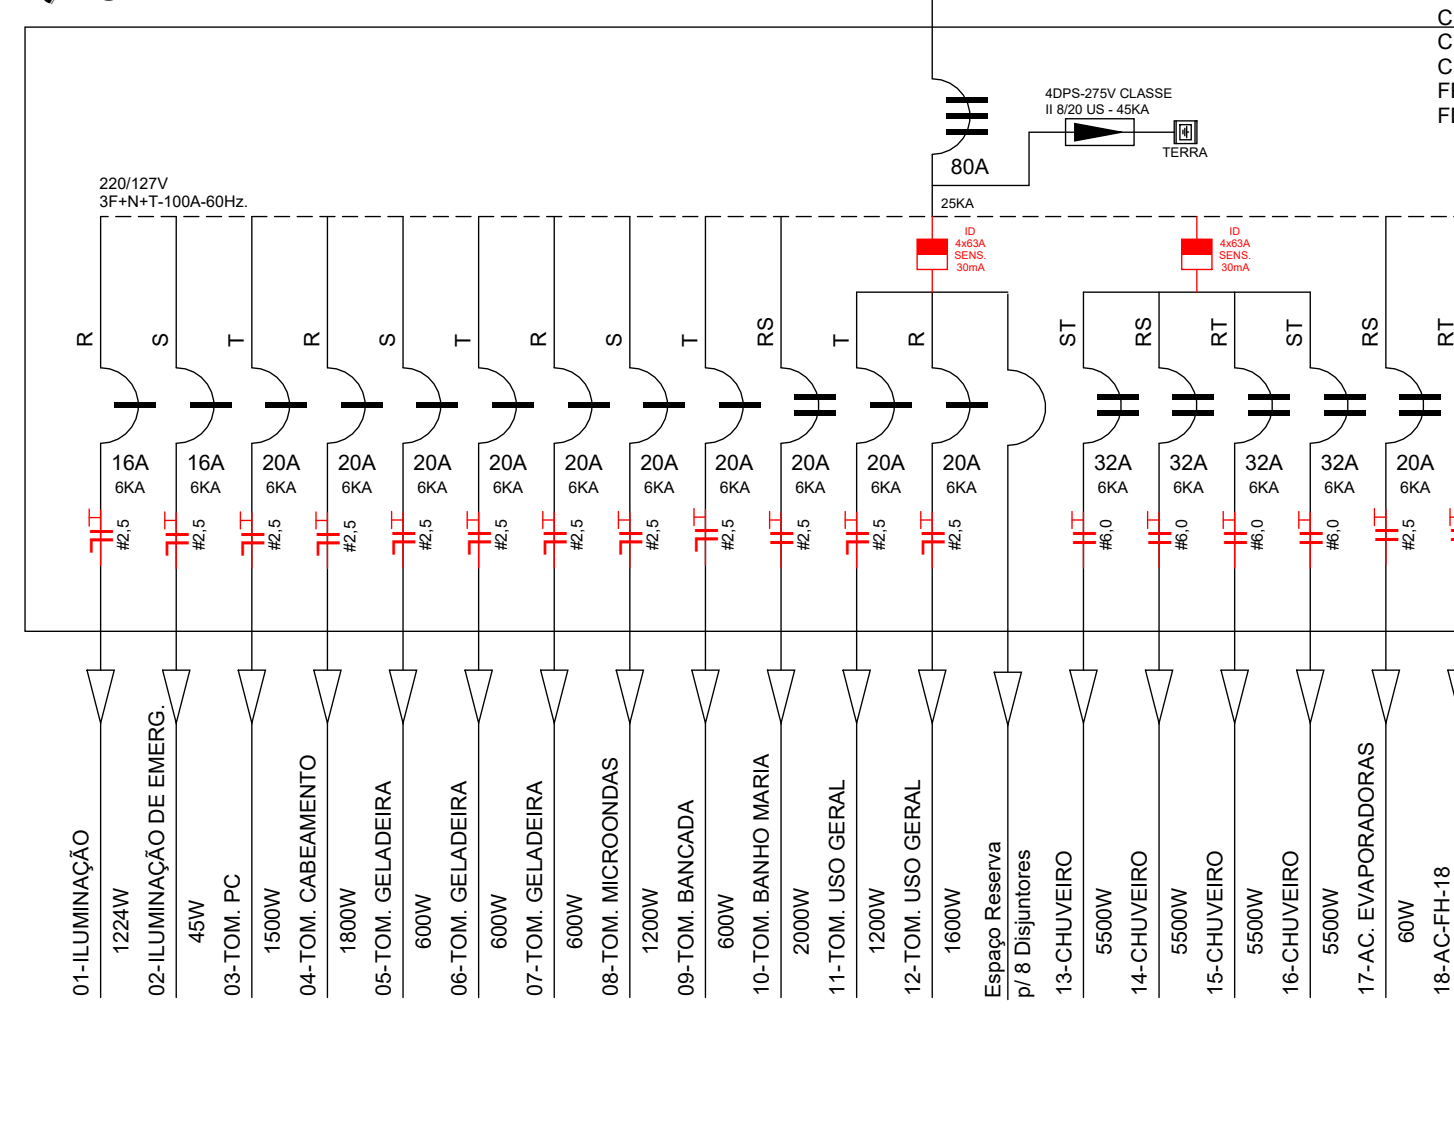 C
C
C
4DPS-275V CLASSE
II 8/20 US - 45KA
TERRA
80A
220/127V
3F+N+T-100A-60Hz.
25KA
ID
4x63A
SENS.
30mA
ID
4x63A
SENS.
30mA
R S T R S T R S T RS T R ST RS RT ST RS RT
16A 16A 20A 20A 20A 20A 20A 20A 20A 20A 20A 20A 32A 32A 32A 32A 20A
6KA 6KA 6KA 6KA 6KA 6KA 6KA 6KA 6KA 6KA 6KA 6KA 6KA 6KA 6KA 6KA 6KA
#2,5 #2,5 #2,5 #2,5 #2,5 #2,5 #2,5 #2,5 #2,5 #2,5 #2,5 #2,5 #6,0 #6,0 #6,0 #6,0 #2,5
01-ILUMINAÇÃO
1224W
02-ILUMINAÇÃO DE EMERG.
45W
03-TOM. PC
1500W
04-TOM. CABEAMENTO
1800W
05-TOM. GELADEIRA
600W
06-TOM. GELADEIRA
600W
07-TOM. GELADEIRA
600W
08-TOM. MICROONDAS
1200W
09-TOM. BANCADA
600W
10-TOM. BANHO MARIA
2000W
11-TOM. USO GERAL
1200W
12-TOM. USO GERAL
1600W
Espaço Reserva
p/ 8 Disjuntores
13-CHUVEIRO
5500W
14-CHUVEIRO
5500W
15-CHUVEIRO
5500W
16-CHUVEIRO
5500W
17-AC. EVAPORADORAS
60W
18-AC-FH-18